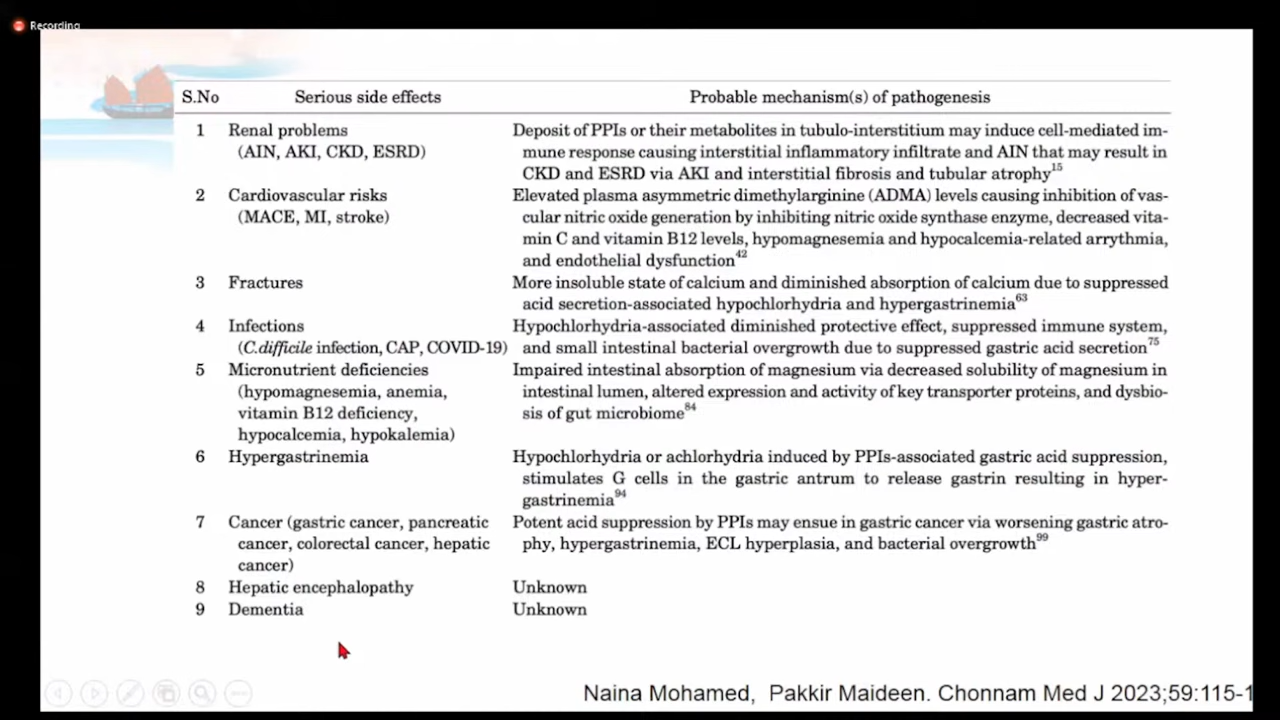 Recording
S.No Serious side effects Probable mechanism(s) of pathogenesis
1 Renal problems Deposit of PPIs or their metabolites in tubulo-interstitium may induce cell-mediated im-
(AIN, AKI, CKD, ESRD) mune response causing interstitial inflammatory infiltrate and AIN that may result in
CKD and ESRD via AKI and interstitial fibrosis and tubular atrophy15
2 Cardiovascular risks Elevated plasma asymmetric dimethylarginine (ADMA) levels causing inhibition of vas-
(MACE, MI, stroke) cular nitric oxide generation by inhibiting nitric oxide synthase enzyme, decreased vita-
min C and vitamin B12 levels, hypomagnesemia and hypocalcemia-related arrythmia,
and endothelial dysfunction42
3 Fractures More insoluble state of calcium and diminished absorption of calcium due to suppressed
acid secretion-associated hypochlorhydria and hypergastrinemia63
4 Infections Hypochlorhydria-associated diminished protective effect, suppressed immune system,
(C.difficile infection, CAP, COVID-19) and small intestinal bacterial overgrowth due to suppressed gastric acid secretion75
5 Micronutrient deficiencies Impaired intestinal absorption of magnesium via decreased solubility of magnesium in
(hypomagnesemia, anemia, intestinal lumen, altered expression and activity of key transporter proteins, and dysbio-
vitamin B12 deficiency, sis of gut microbiome84
hypocalcemia, hypokalemia)
6 Hypergastrinemia Hypochlorhydria or achlorhydria induced by PPIs-associated gastric acid suppression,
stimulates G cells in the gastric antrum to release gastrin resulting in hyper-
gastrinemia94
7 Cancer (gastric cancer, pancreatic Potent acid suppression by PPIs may ensue in gastric cancer via worsening gastric atro-
cancer, colorectal cancer, hepatic phy, hypergastrinemia, ECL hyperplasia, and bacterial overgrowth99
cancer)
8 Hepatic encephalopathy Unknown
9 Dementia Unknown
Naina Mohamed, Pakkir Maideen. Chonnam Med J 2023;59:115-1